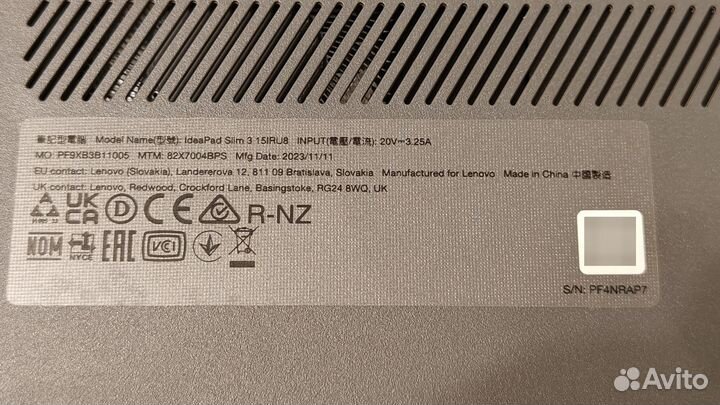 筆記型電腦 Model Name(型號): IdeaPad Slim 3 15IRU8 INPUT(電壓/電流): 20V⎓3.25A
MO: PF9XB3B11005 MTM: 82X7004BPS Mfg Date: 2023/11/11
EU contact: Lenovo (Slovakia), Landererova 12, 811 09 Bratislava, Slovakia Manufactured for Lenovo Made in China 中國製造
UK contact: Lenovo, Redwood, Crockford Lane, Basingstoke, RG24 8WQ, UK
UK CA D CE R-NZ
NOM NYCE EAC VCI
S/N: PF4NRAP7
Avito